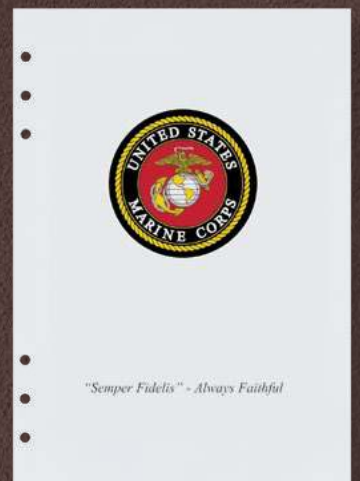 UNITED STATES
MARINE CORPS
"Semper Fidelis" - Always Faithful